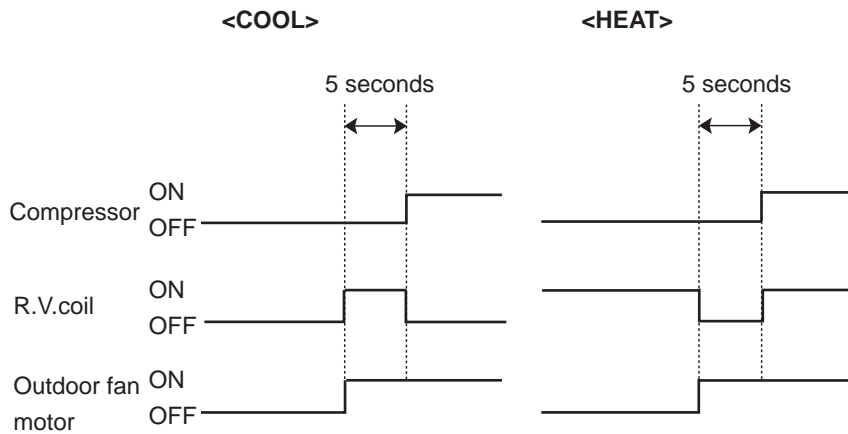 <COOL> <HEAT>
5 seconds 5 seconds
Compressor ON
OFF
R.V.coil ON
OFF
Outdoor fan motor ON
OFF